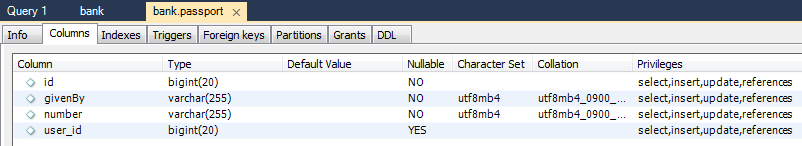 Query 1 bank bank.passport
Info Columns Indexes Triggers Foreign keys Partitions Grants DDL
Column Type Default Value Nullable Character Set Collation Privileges
id bigint(20) NO select,insert,update,references
givenBy varchar(255) NO utf8mb4 utf8mb4_0900_... select,insert,update,references
number varchar(255) NO utf8mb4 utf8mb4_0900_... select,insert,update,references
user_id bigint(20) YES select,insert,update,references